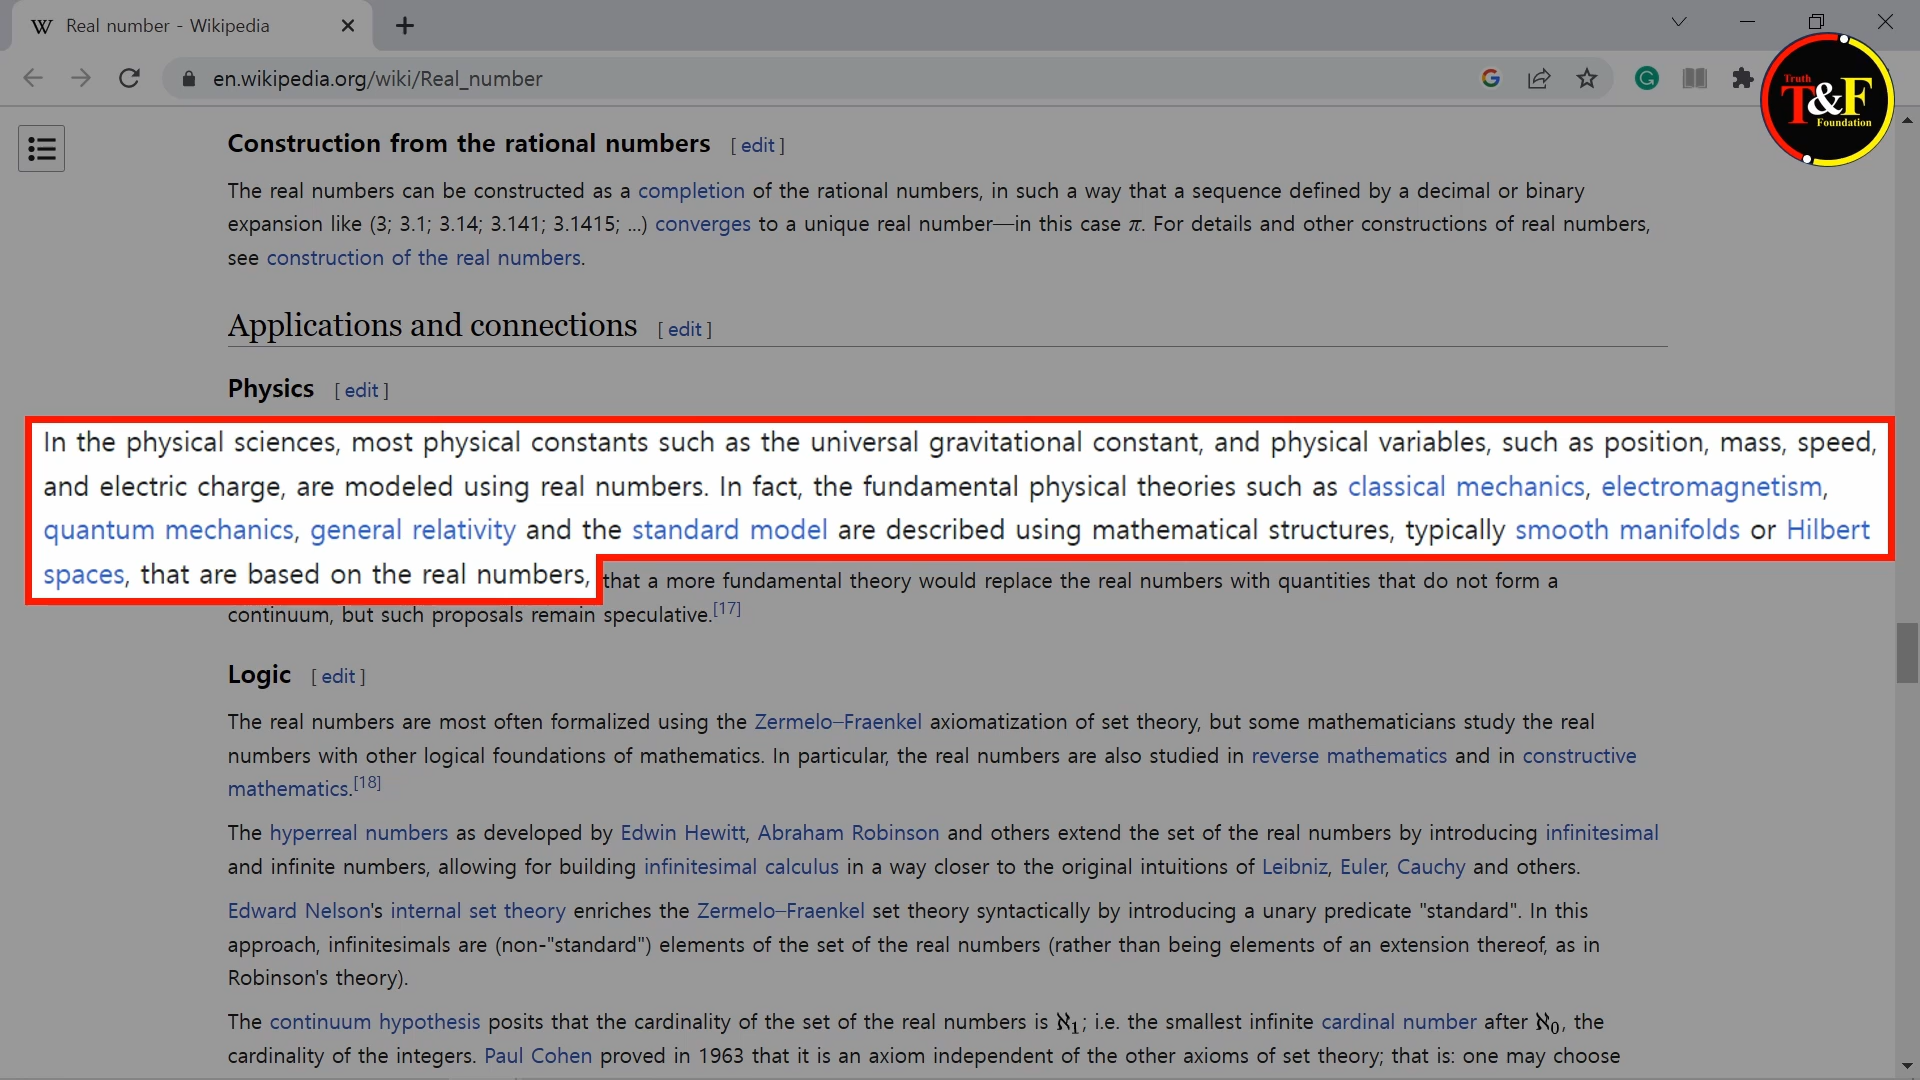 Real number - Wikipedia
en.wikipedia.org/wiki/Real_number
Truth
T&F
Foundation
Construction from the rational numbers [ edit ]
The real numbers can be constructed as a completion of the rational numbers, in such a way that a sequence defined by a decimal or binary
expansion like (3; 3.1; 3.14; 3.141; 3.1415; ...) converges to a unique real number—in this case π. For details and other constructions of real numbers,
see construction of the real numbers.
Applications and connections [ edit ]
Physics [ edit ]
In the physical sciences, most physical constants such as the universal gravitational constant, and physical variables, such as position, mass, speed,
and electric charge, are modeled using real numbers. In fact, the fundamental physical theories such as classical mechanics, electromagnetism,
quantum mechanics, general relativity and the standard model are described using mathematical structures, typically smooth manifolds or Hilbert
spaces, that are based on the real numbers,
that a more fundamental theory would replace the real numbers with quantities that do not form a
continuum, but such proposals remain speculative.[17]
Logic [ edit ]
The real numbers are most often formalized using the Zermelo–Fraenkel axiomatization of set theory, but some mathematicians study the real
numbers with other logical foundations of mathematics. In particular, the real numbers are also studied in reverse mathematics and in constructive
mathematics.[18]
The hyperreal numbers as developed by Edwin Hewitt, Abraham Robinson and others extend the set of the real numbers by introducing infinitesimal
and infinite numbers, allowing for building infinitesimal calculus in a way closer to the original intuitions of Leibniz, Euler, Cauchy and others.
Edward Nelson's internal set theory enriches the Zermelo–Fraenkel set theory syntactically by introducing a unary predicate "standard". In this
approach, infinitesimals are (non-"standard") elements of the set of the real numbers (rather than being elements of an extension thereof, as in
Robinson's theory).
The continuum hypothesis posits that the cardinality of the set of the real numbers is ℵ₁; i.e. the smallest infinite cardinal number after ℵ₀, the
cardinality of the integers. Paul Cohen proved in 1963 that it is an axiom independent of the other axioms of set theory; that is: one may choose